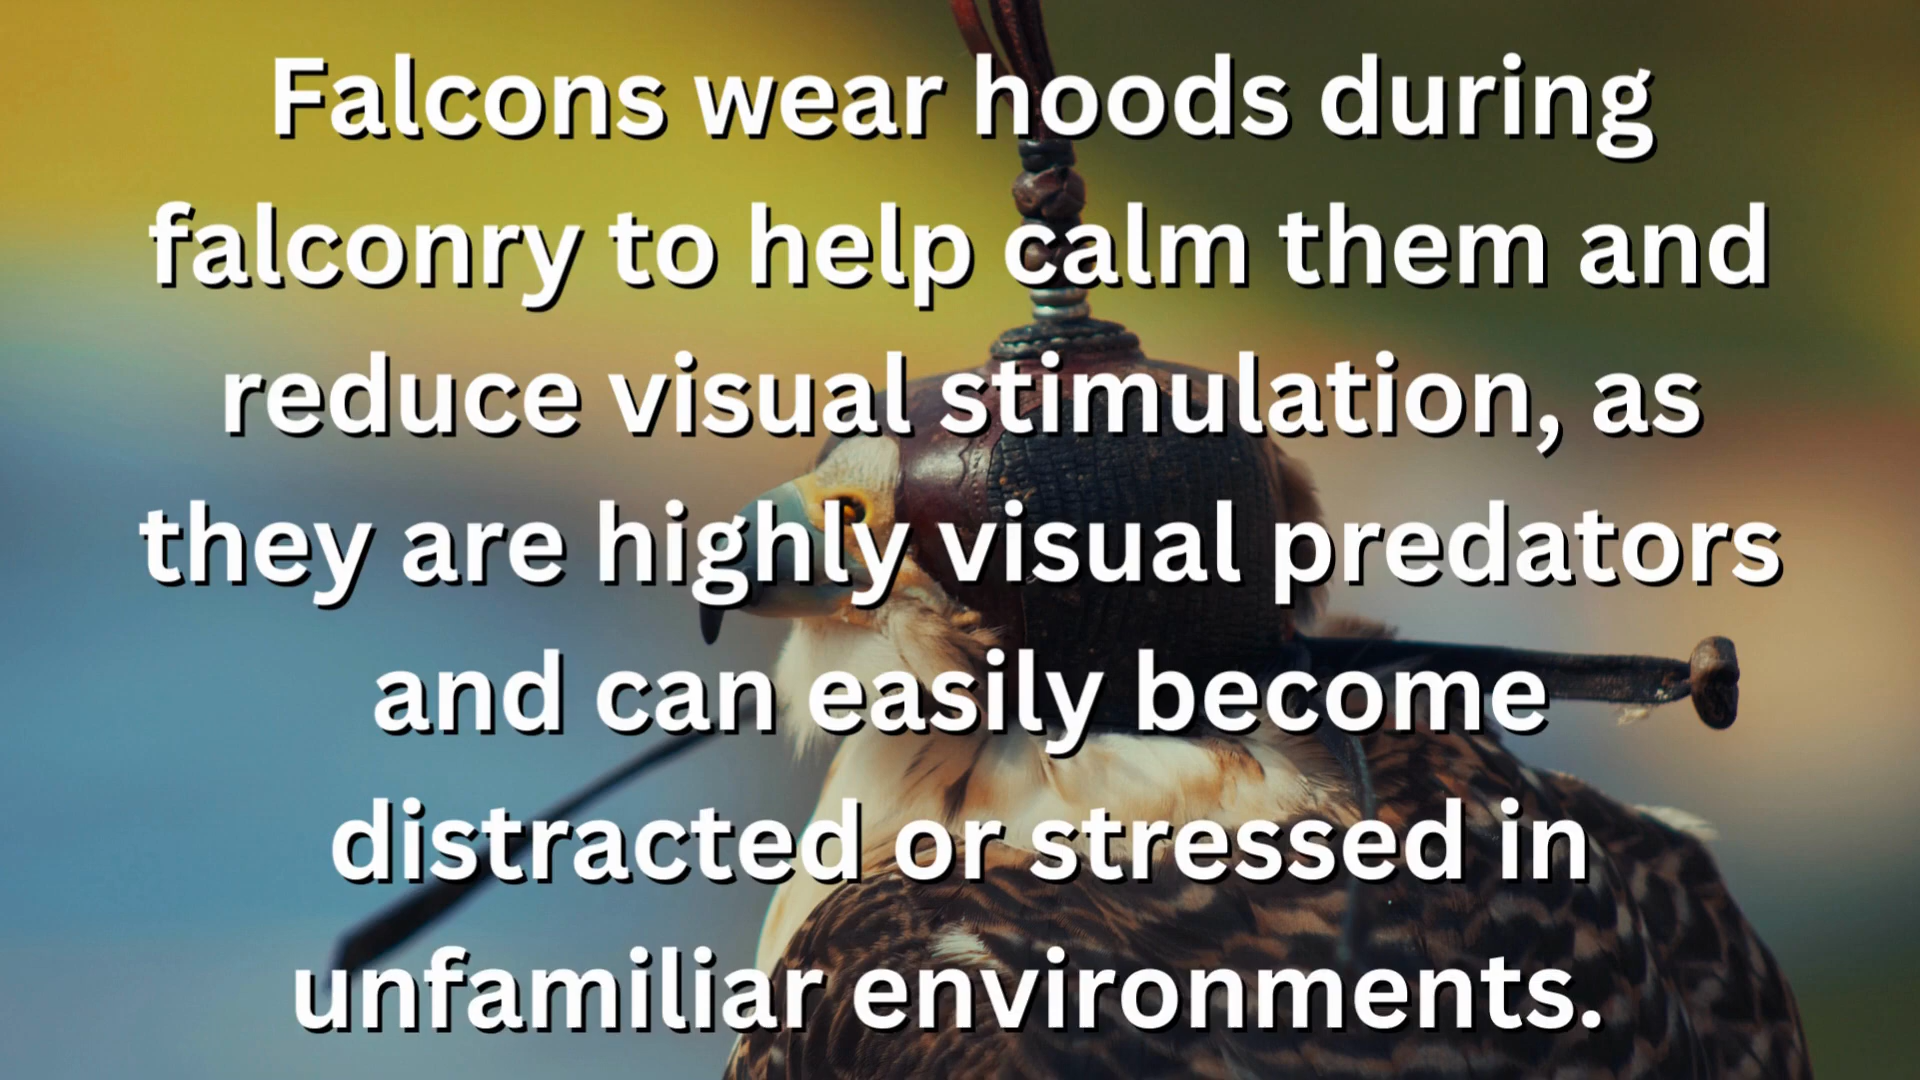 Falcons wear hoods during
falconry to help calm them and
reduce visual stimulation, as
they are highly visual predators
and can easily become
distracted or stressed in
unfamiliar environments.